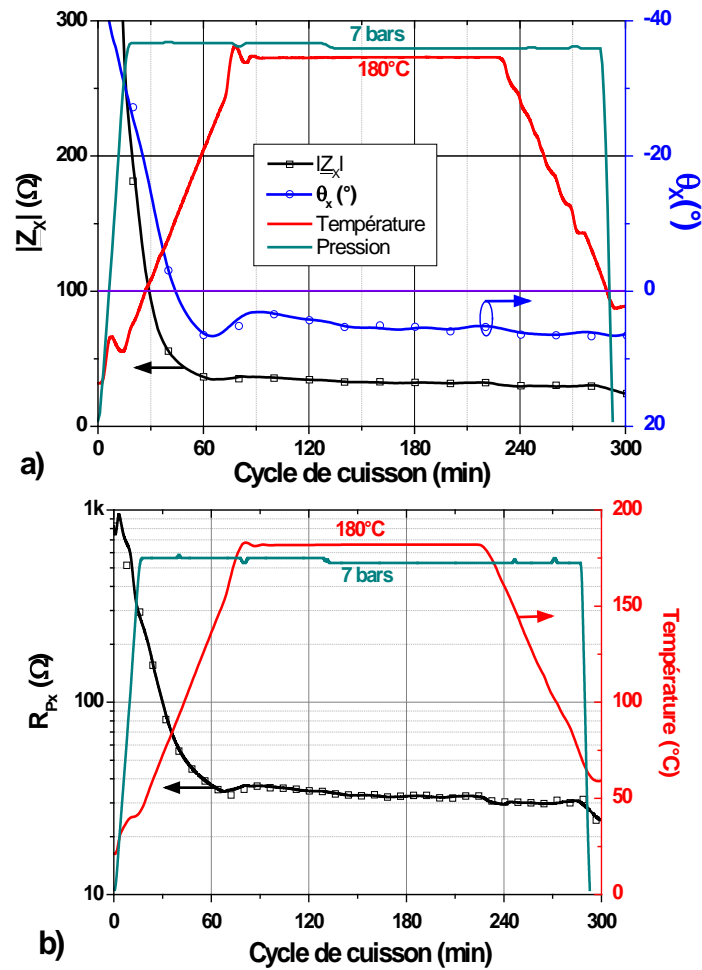 300
200
100
0
|Z_X| (Ω)
7 bars
180°C
|Z_X|
θ_x (°)
Température
Pression
-40
-20
0
20
θ_X(°)
0 60 120 180 240 300
Cycle de cuisson (min)
a)
1k
100
10
R_Px (Ω)
180°C
7 bars
200
150
100
50
0
Température (°C)
0 60 120 180 240 300
Cycle de cuisson (min)
b)